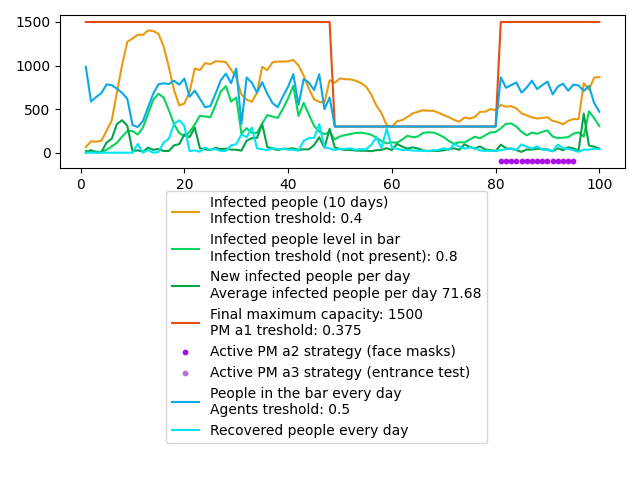 1500
1000
500
0
0
20
40
60
80
100
Infected people (10 days)
Infection treshold: 0.4
Infected people level in bar
Infection treshold (not present): 0.8
New infected people per day
Average infected people per day 71.68
Final maximum capacity: 1500
PM a1 treshold: 0.375
Active PM a2 strategy (face masks)
Active PM a3 strategy (entrance test)
People in the bar every day
Agents treshold: 0.5
Recovered people every day